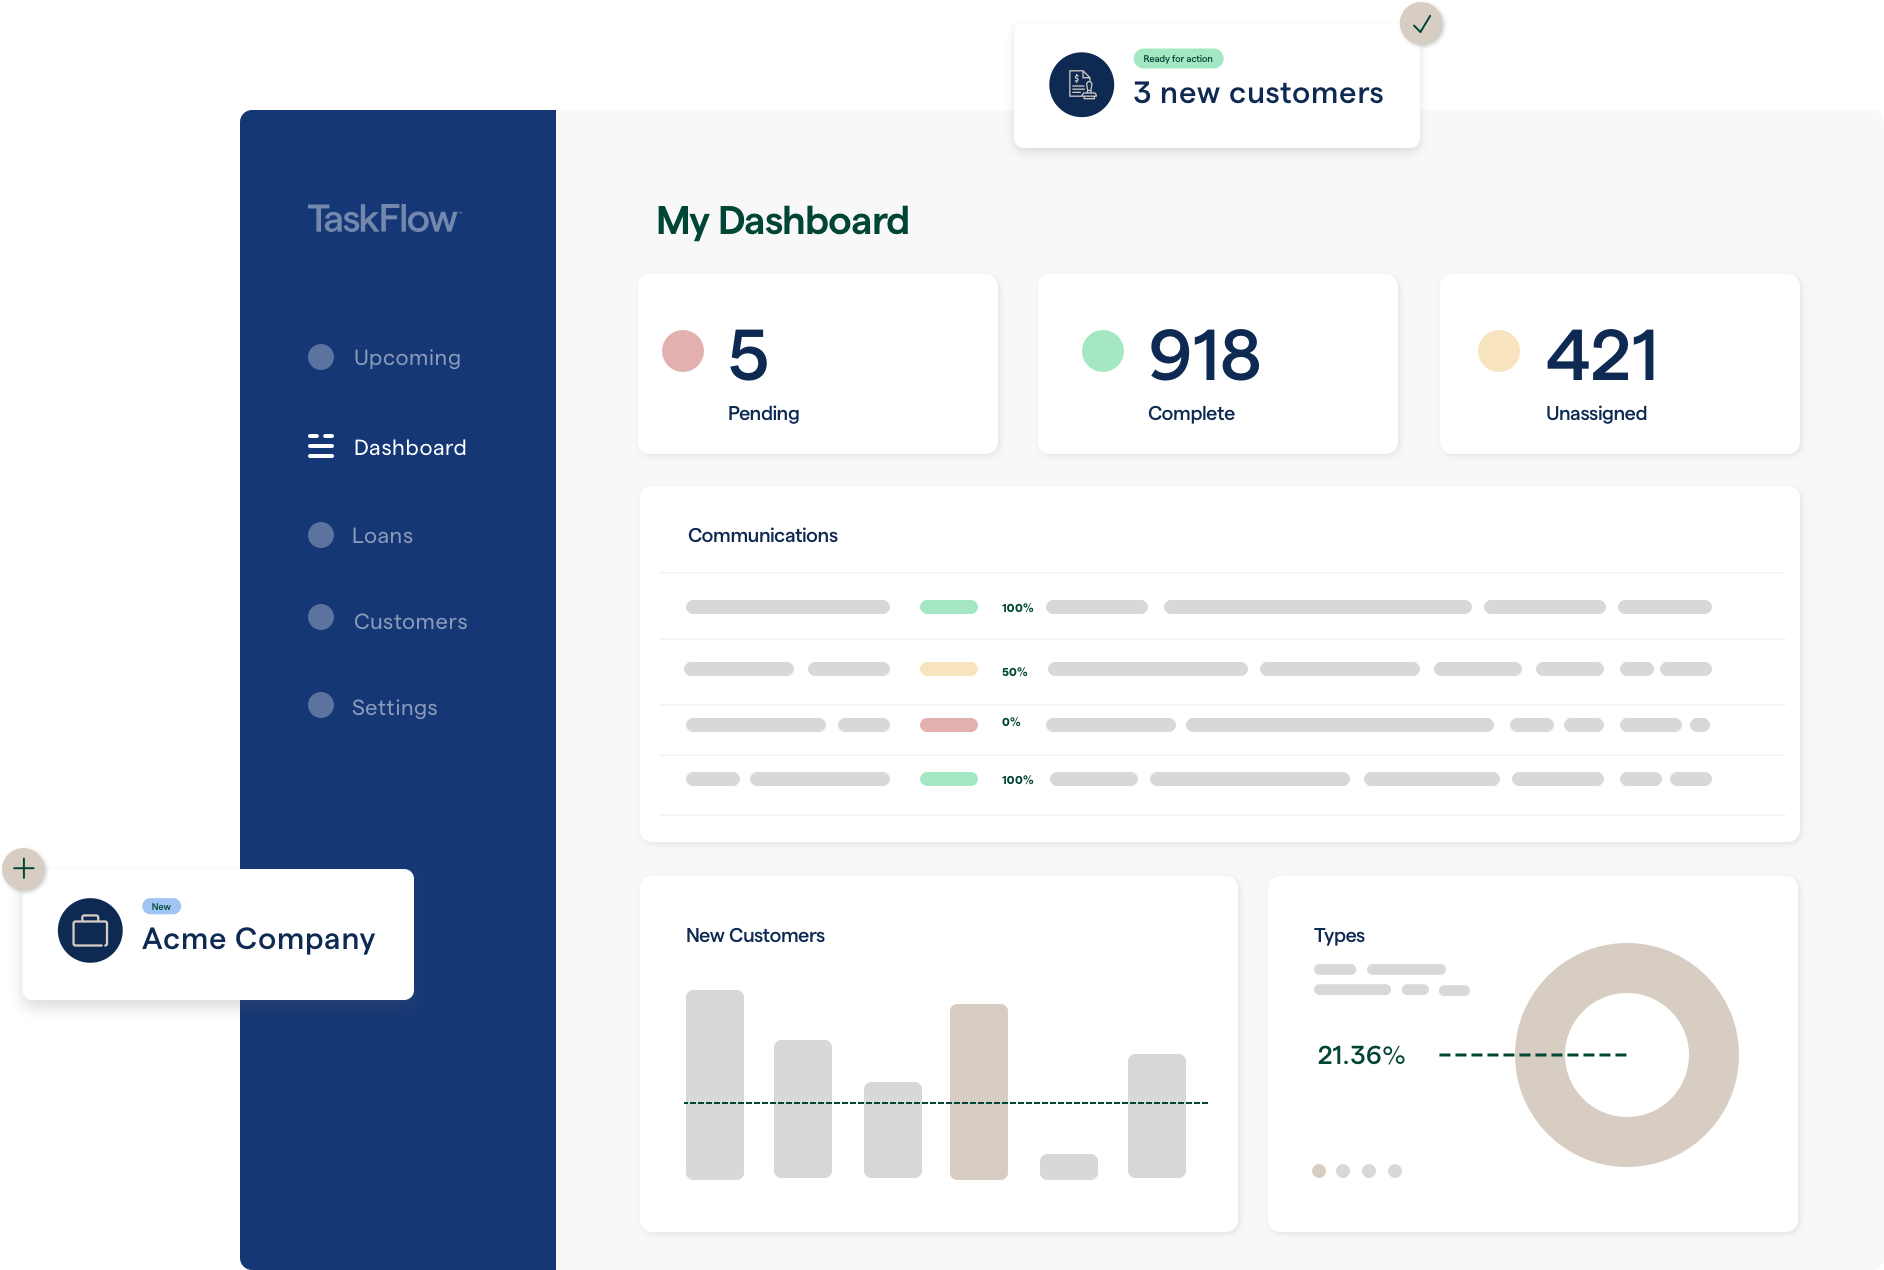 Ready for action
3 new customers
TaskFlow™
Upcoming
Dashboard
Loans
Customers
Settings
New
Acme Company
My Dashboard
5
Pending
918
Complete
421
Unassigned
Communications
100%
50%
0%
100%
New Customers
Types
21.36%